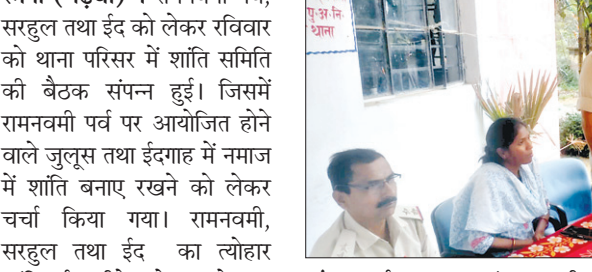 सरहुल तथा ईद को लेकर रविवार
को थाना परिसर में शांति समिति
की बैठक संपन्न हुई। जिसमें
रामनवमी पर्व पर आयोजित होने
वाले जुलूस तथा ईदगाह में नमाज
में शांति बनाए रखने को लेकर
चर्चा किया गया। रामनवमी,
सरहुल तथा ईद का त्योहार
पु.अ.नि.
थाना